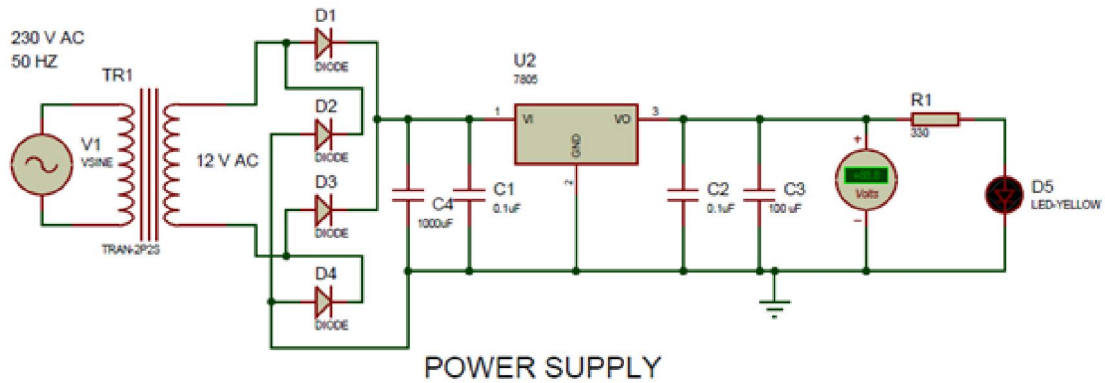 230 V AC
50 HZ
TR1
V1
VSINE
12 V AC
TRAN-2P2S
D1
DIODE
D2
DIODE
D3
DIODE
D4
DIODE
C4
1000uF
C1
0.1uF
U2
7805
1
VI
VO
3
GND
2
C2
0.1uF
C3
100 uF
+
Volts
−
R1
330
D5
LED-YELLOW
POWER SUPPLY